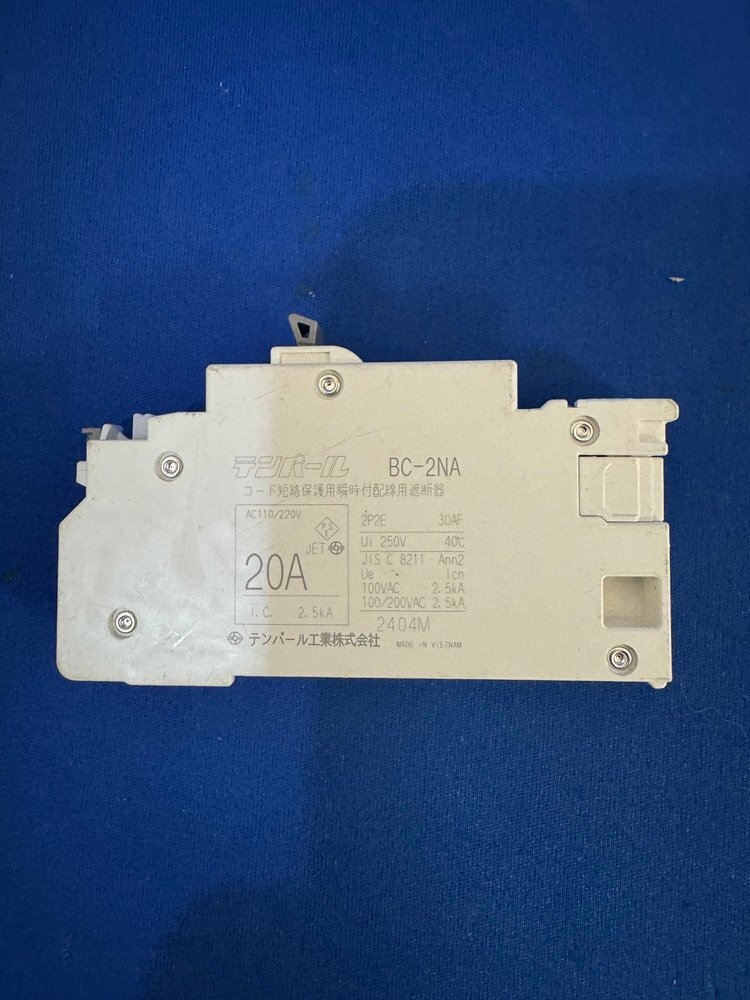 テンパール BC-2NA
コード短絡保護用瞬時付配線用遮断器
AC110/220V
PSE
JET
20A
I.C. 2.5kA
2P2E 30AF
Ui 250V 40℃
JIS C 8211 Ann2
Ue Icn
100VAC 2.5kA
100/200VAC 2.5kA
2404M
テンパール工業株式会社 MADE IN VIETNAM